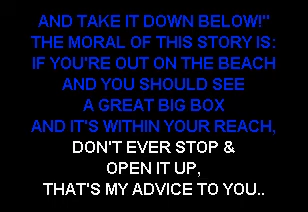 AND TAKE IT DOWN BELOW!"
THE MORAL OF THIS STORY IS:
IF YOU'RE OUT ON THE BEACH
AND YOU SHOULD SEE
A GREAT BIG BOX
AND IT'S WITHIN YOUR REACH,
DON'T EVER STOP &
OPEN IT UP,
THAT'S MY ADVICE TO YOU..